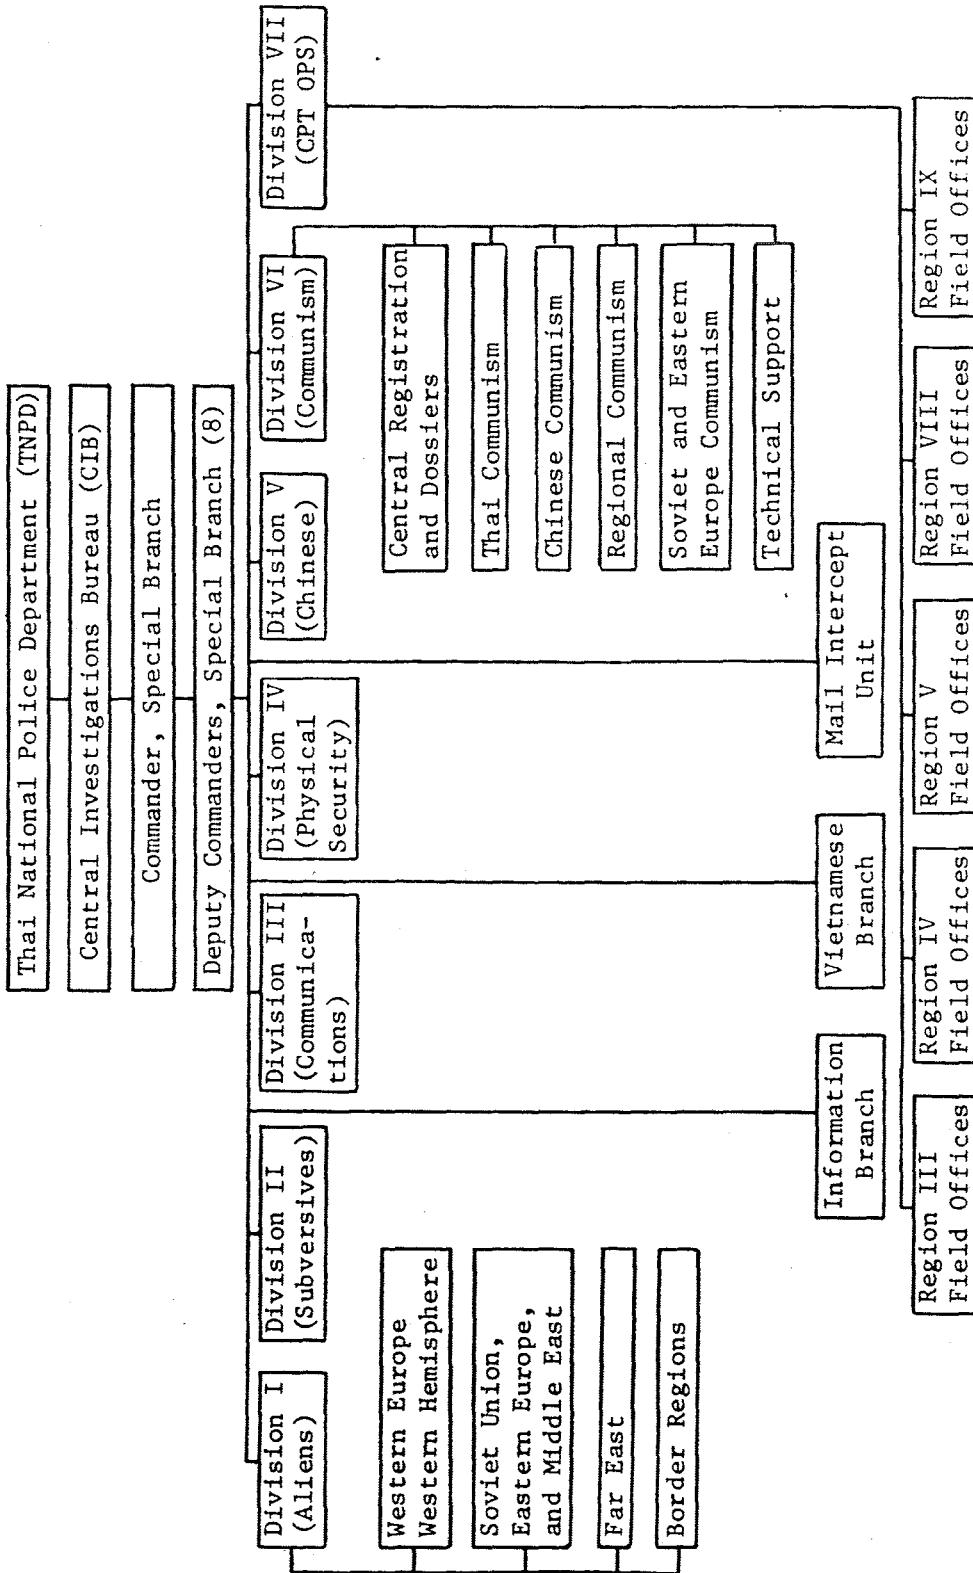 Thai National Police Department (TNPD)
Central Investigations Bureau (CIB)
Commander, Special Branch
Deputy Commanders, Special Branch (8)
Division I
(Aliens)
Division II
(Subversives)
Division III
(Communica-
tions)
Division IV
(Physical
Security)
Division V
(Chinese)
Division VI
(Communism)
Division VII
(CPT OPS)
Western Europe
Western Hemisphere
Soviet Union,
Eastern Europe,
and Middle East
Far East
Border Regions
Central Registration
and Dossiers
Thai Communism
Chinese Communism
Regional Communism
Soviet and Eastern
Europe Communism
Technical Support
Information
Branch
Vietnamese
Branch
Mail Intercept
Unit
Region III
Field Offices
Region IV
Field Offices
Region V
Field Offices
Region VIII
Field Offices
Region IX
Field Offices